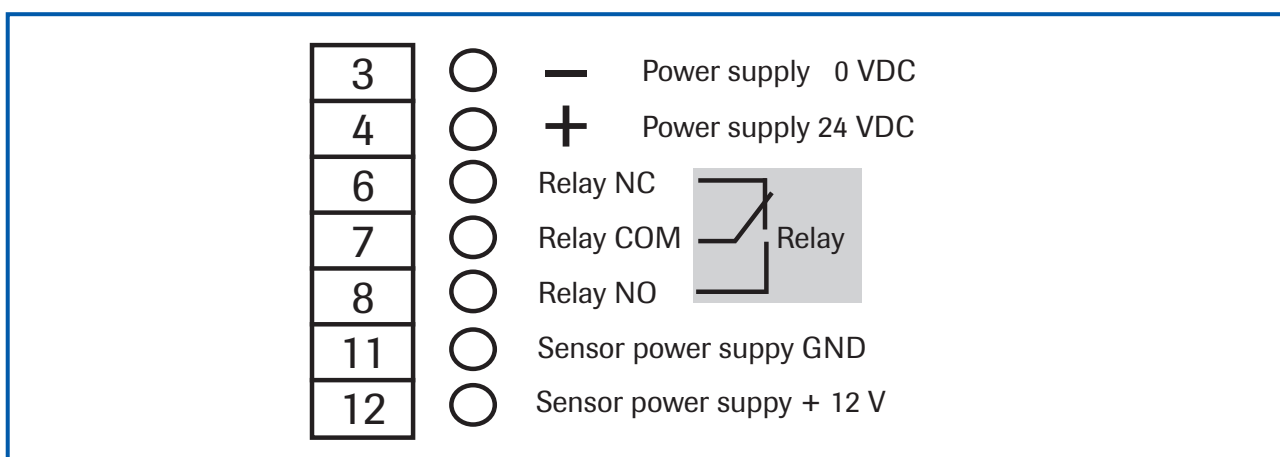 3 − Power supply 0 VDC
4 + Power supply 24 VDC
6 Relay NC
7 Relay COM Relay
8 Relay NO
11 Sensor power suppy GND
12 Sensor power suppy + 12 V